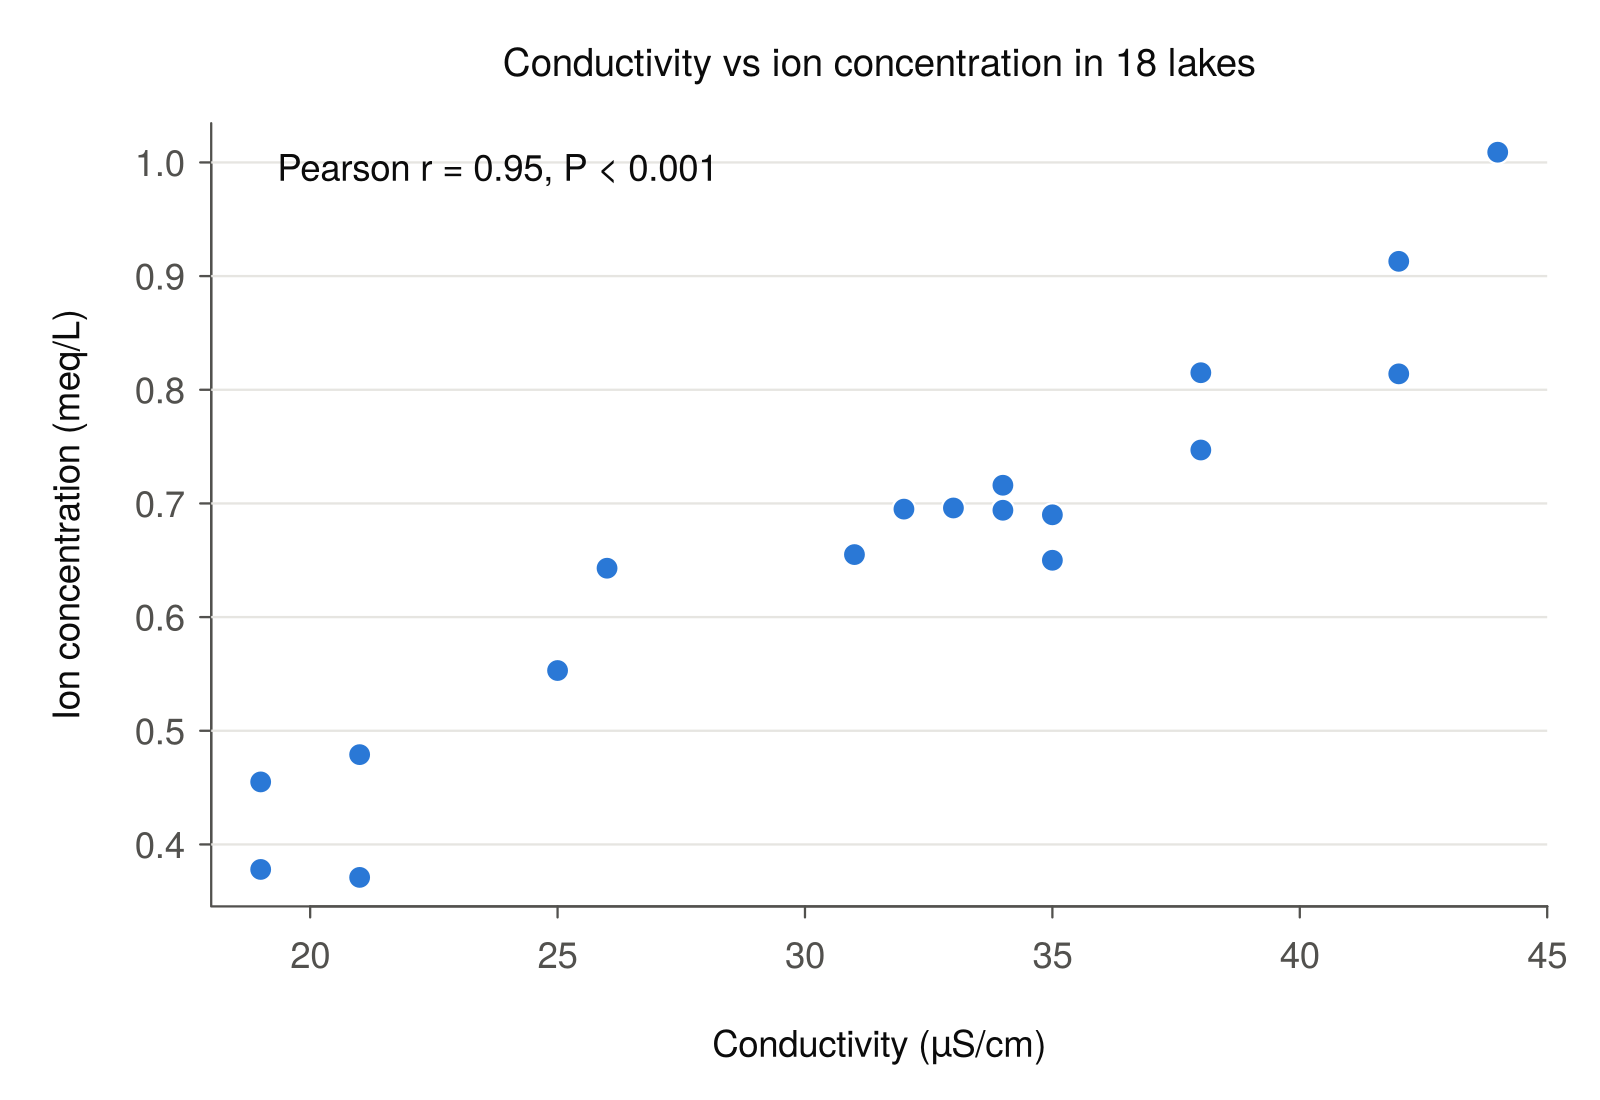 Conductivity vs ion concentration in 18 lakes
Pearson r = 0.95, P < 0.001
Ion concentration (meq/L)
1.0
0.9
0.8
0.7
0.6
0.5
0.4
20 25 30 35 40 45
Conductivity (µS/cm)